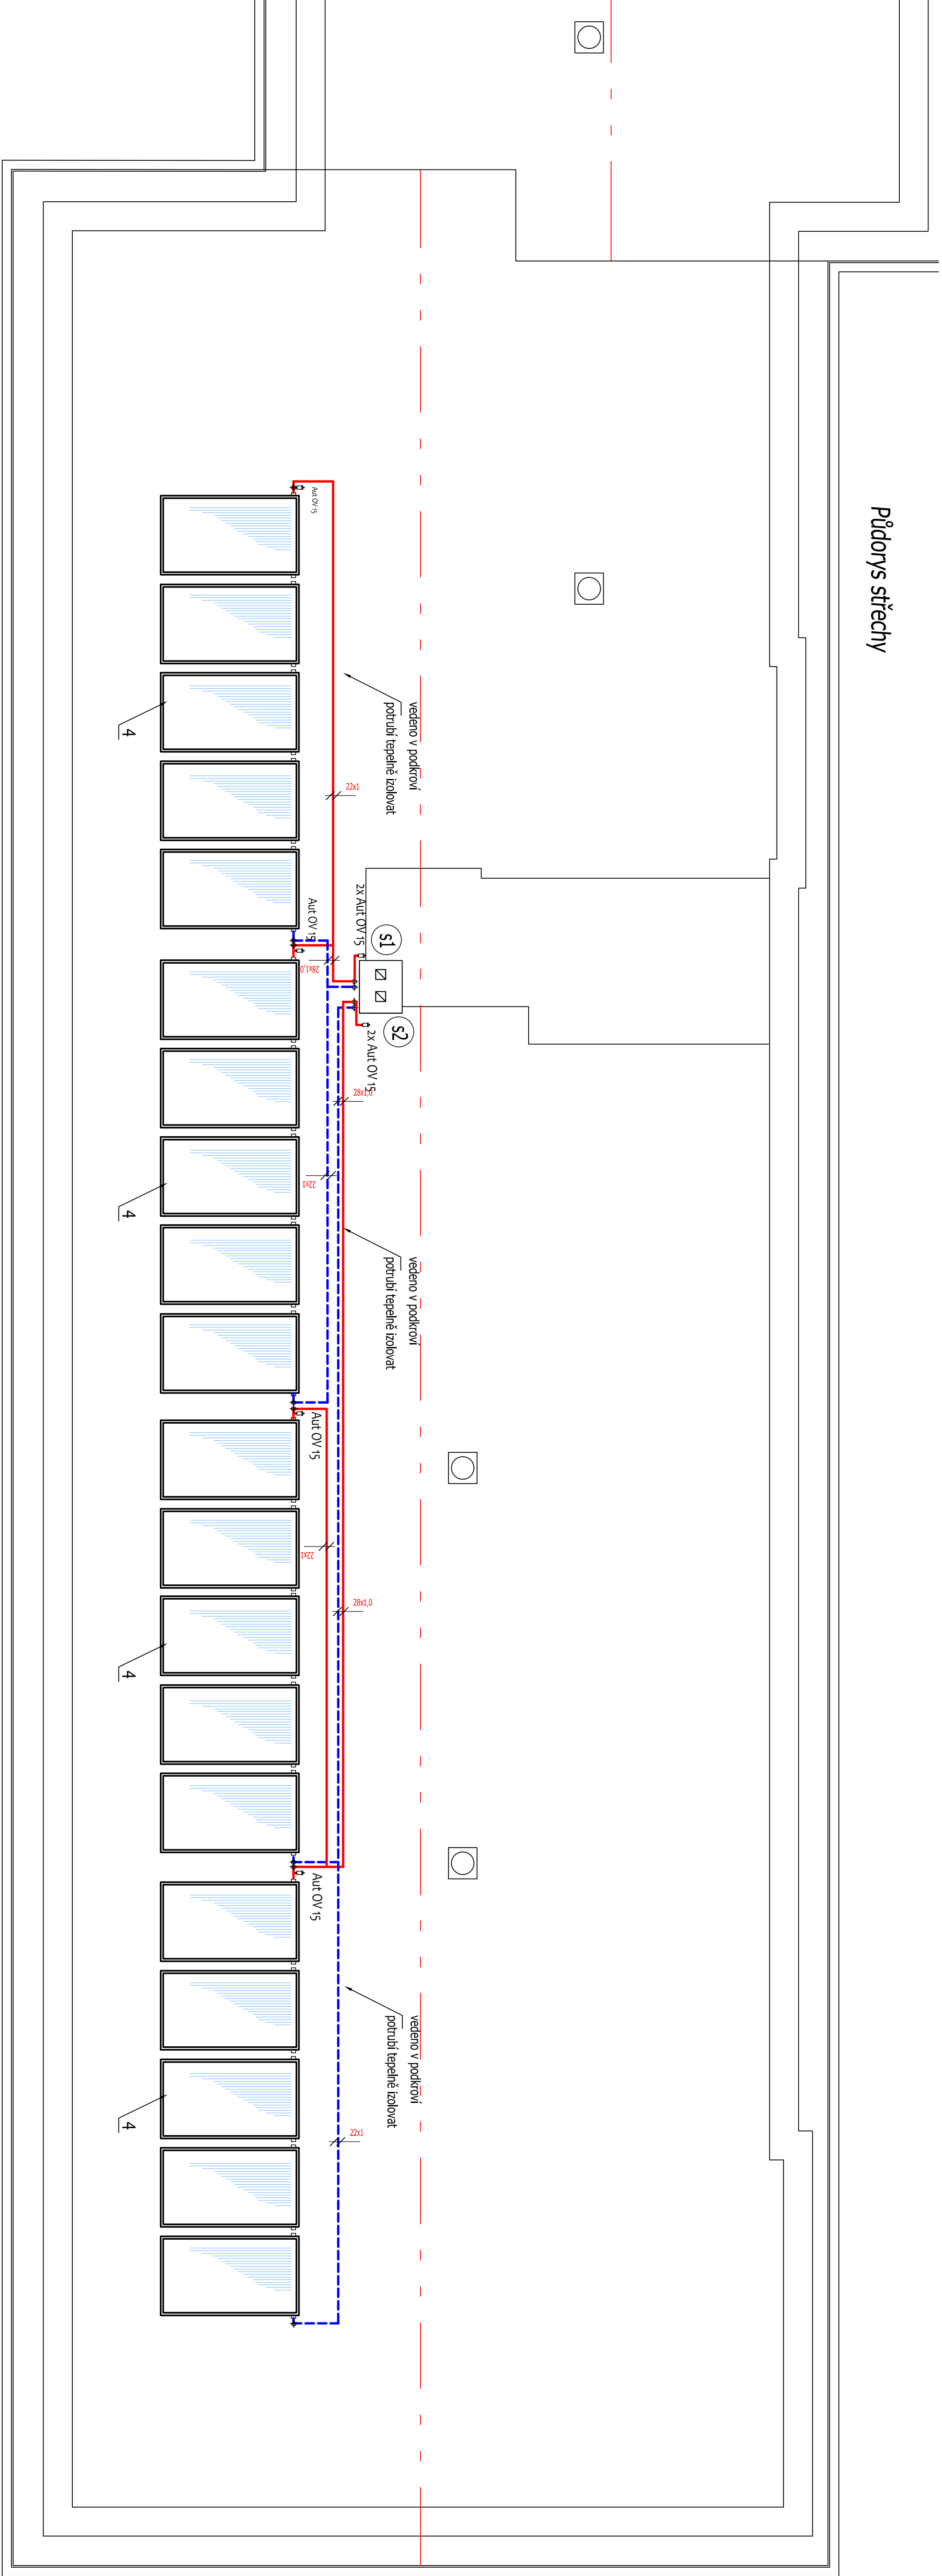 Půdorys střechy
Aut OV 15
vedeno v podkroví
potrubí tepelně izolovat
4
22x1
Aut OV 15
2x Aut OV 15
S1
28x1,0
S2
2x Aut OV 15
28x1,0
22x1
4
vedeno v podkroví
potrubí tepelně izolovat
Aut OV 15
22x1
28x1,0
4
Aut OV 15
vedeno v podkroví
potrubí tepelně izolovat
4
22x1